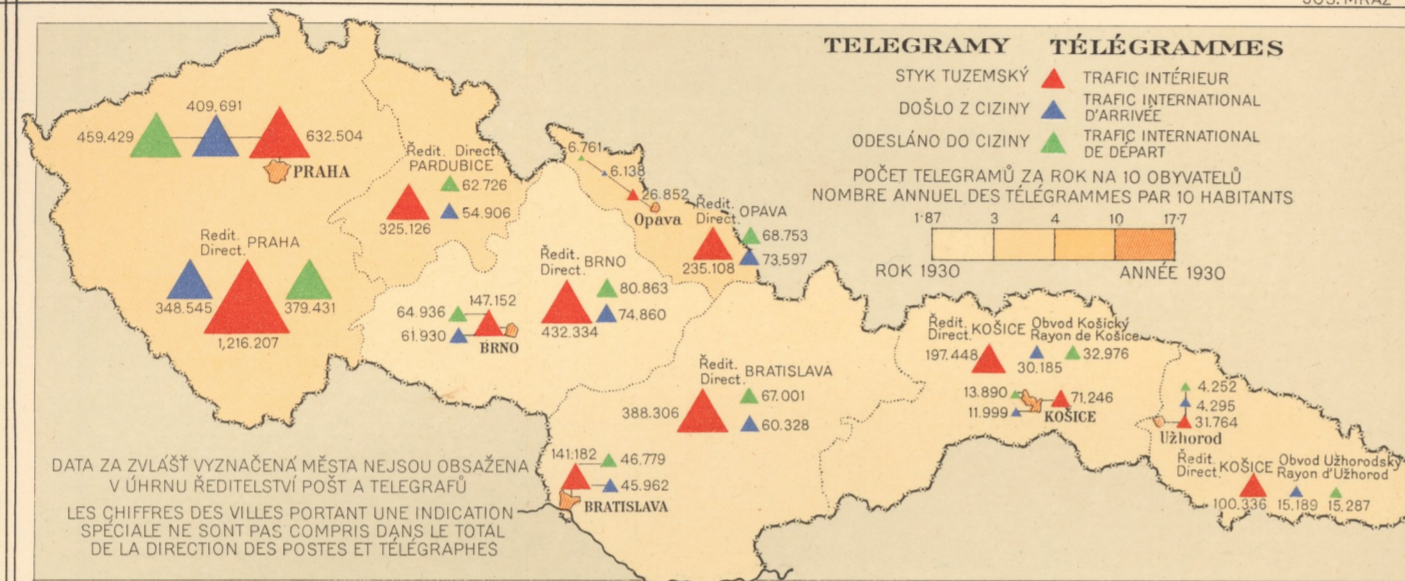 JOS. MRÁZ
TELEGRAMY TÉLÉGRAMMES
STYK TUZEMSKÝ TRAFIC INTÉRIEUR
DOŠLO Z CIZINY TRAFIC INTERNATIONAL
D'ARRIVÉE
ODESLÁNO DO CIZINY TRAFIC INTERNATIONAL
DE DÉPART
POČET TELEGRAMŮ ZA ROK NA 10 OBYVATELŮ
NOMBRE ANNUEL DES TÉLÉGRAMMES PAR 10 HABITANTS
1·87 3 4 10 17·7
ROK 1930 ANNÉE 1930
409.691
459.429 632.504
PRAHA
Ředit. Direct.
PARDUBICE
62 726
54.906
325.126
6.761
6.138
26.852
Opava
Ředit. OPAVA
Direct.
68.753
235.108 73.597
Redit. PRAHA
Direct.
348.545 379.431
1,216.207
Ředit. BRNO
Direct.
80.863
74.860
432.334
147.152
64.936
61.930
BRNO
Ředit. BRATISLAVA
Direct.
67.001
388.306
60.328
141.182
46.779
45.962
BRATISLAVA
Ředit. KOŠICE Obvod Košický
Direct. Rayon de Košice
197.448 32.976
30.185
13.890 71.246
11.999
KOŠICE
4.252
4.295
31.764
Užhorod
Ředit. KOŠICE Obvod Užhorodský
Direct. Rayon d'Užhorod
100.336 15.189 15.287
DATA ZA ZVLÁŠŤ VYZNAČENÁ MĚSTA NEJSOU OBSAŽENA
V ÚHRNU ŘEDITELSTVÍ POŠT A TELEGRAFŮ
LES CHIFFRES DES VILLES PORTANT UNE INDICATION
SPÉCIALE NE SONT PAS COMPRIS DANS LE TOTAL
DE LA DIRECTION DES POSTES ET TÉLÉGRAPHES